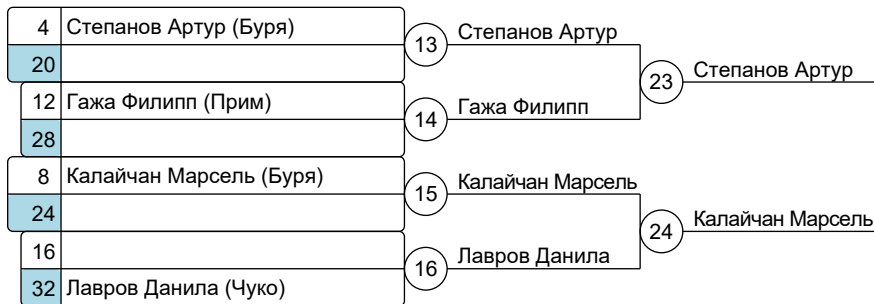 4 Степанов Артур (Буря)
20
13 Степанов Артур
12 Гажа Филипп (Прим)
28
14 Гажа Филипп
23 Степанов Артур
8 Калайчан Марсель (Буря)
24
15 Калайчан Марсель
16
32 Лавров Данила (Чуко)
16 Лавров Данила
24 Калайчан Марсель